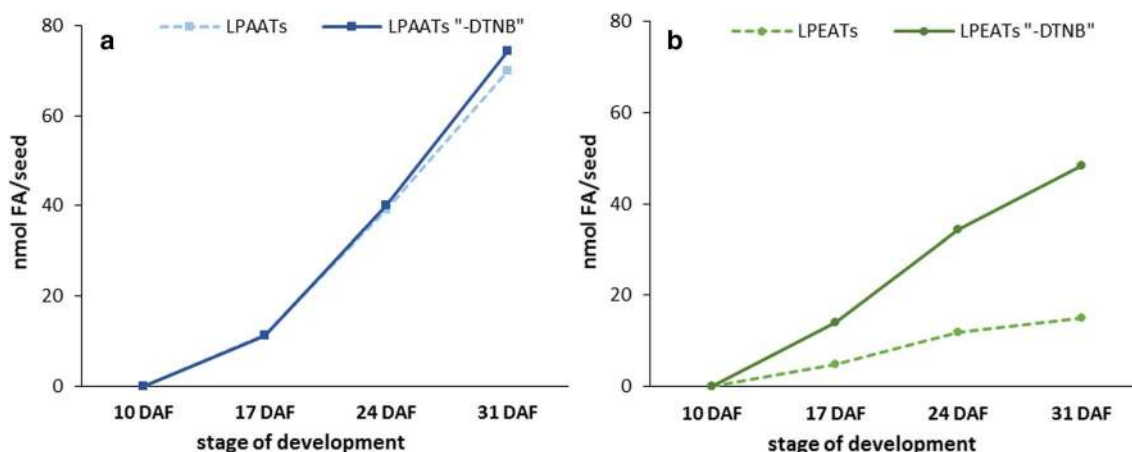 a
LPAATs
LPAATs "-DTNB"
80
60
40
20
0
nmol FA/seed
10 DAF
17 DAF
24 DAF
31 DAF
stage of development
b
LPEATs
LPEATs "-DTNB"
80
60
40
20
0
nmol FA/seed
10 DAF
17 DAF
24 DAF
31 DAF
stage of development